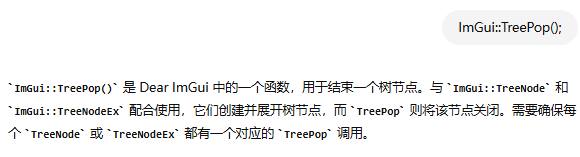 ImGui::TreePop();
`ImGui::TreePop()` 是 Dear ImGui 中的一个函数，用于结束一个树节点。与 `ImGui::TreeNode` 和
`ImGui::TreeNodeEx` 配合使用，它们创建并展开树节点，而 `TreePop` 则将该节点关闭。需要确保每
个 `TreeNode` 或 `TreeNodeEx` 都有一个对应的 `TreePop` 调用。